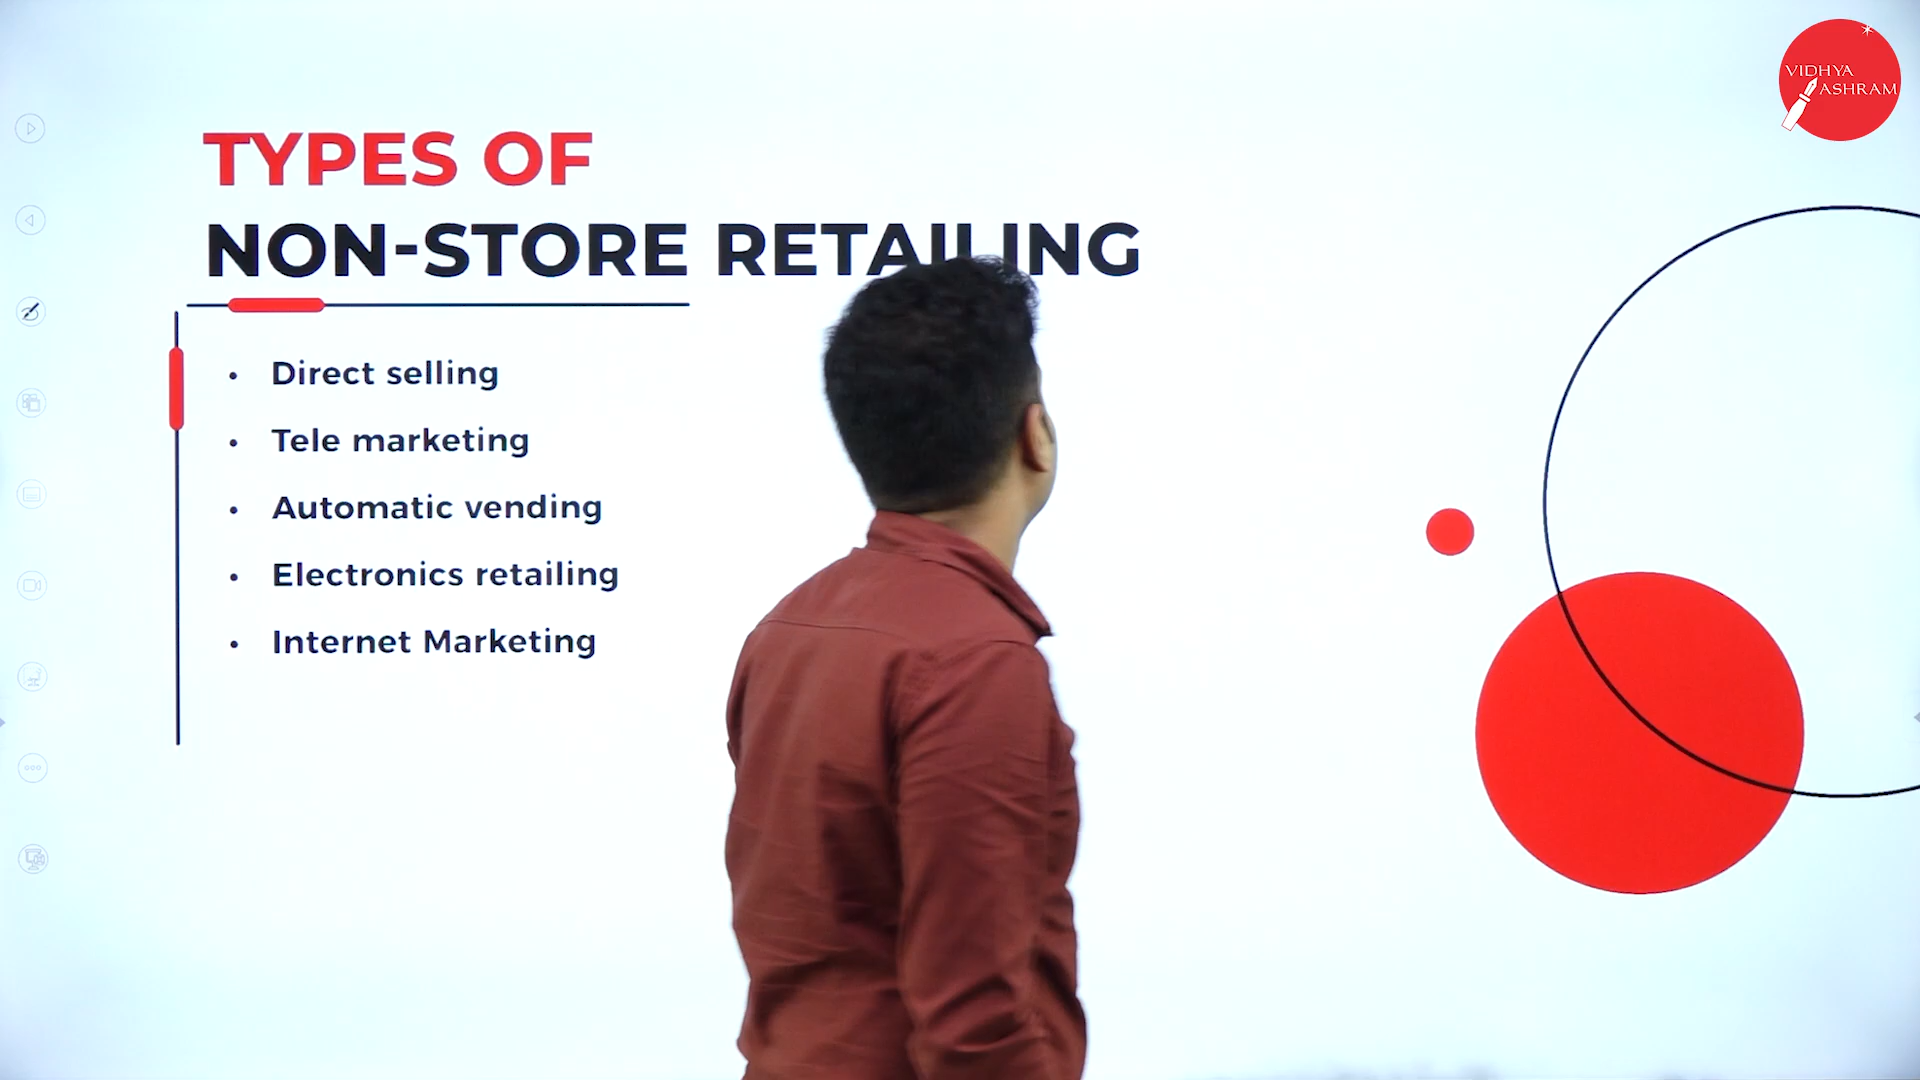 VIDHYA
ASHRAM
TYPES OF
NON-STORE RETAILING
• Direct selling
• Tele marketing
• Automatic vending
• Electronics retailing
• Internet Marketing